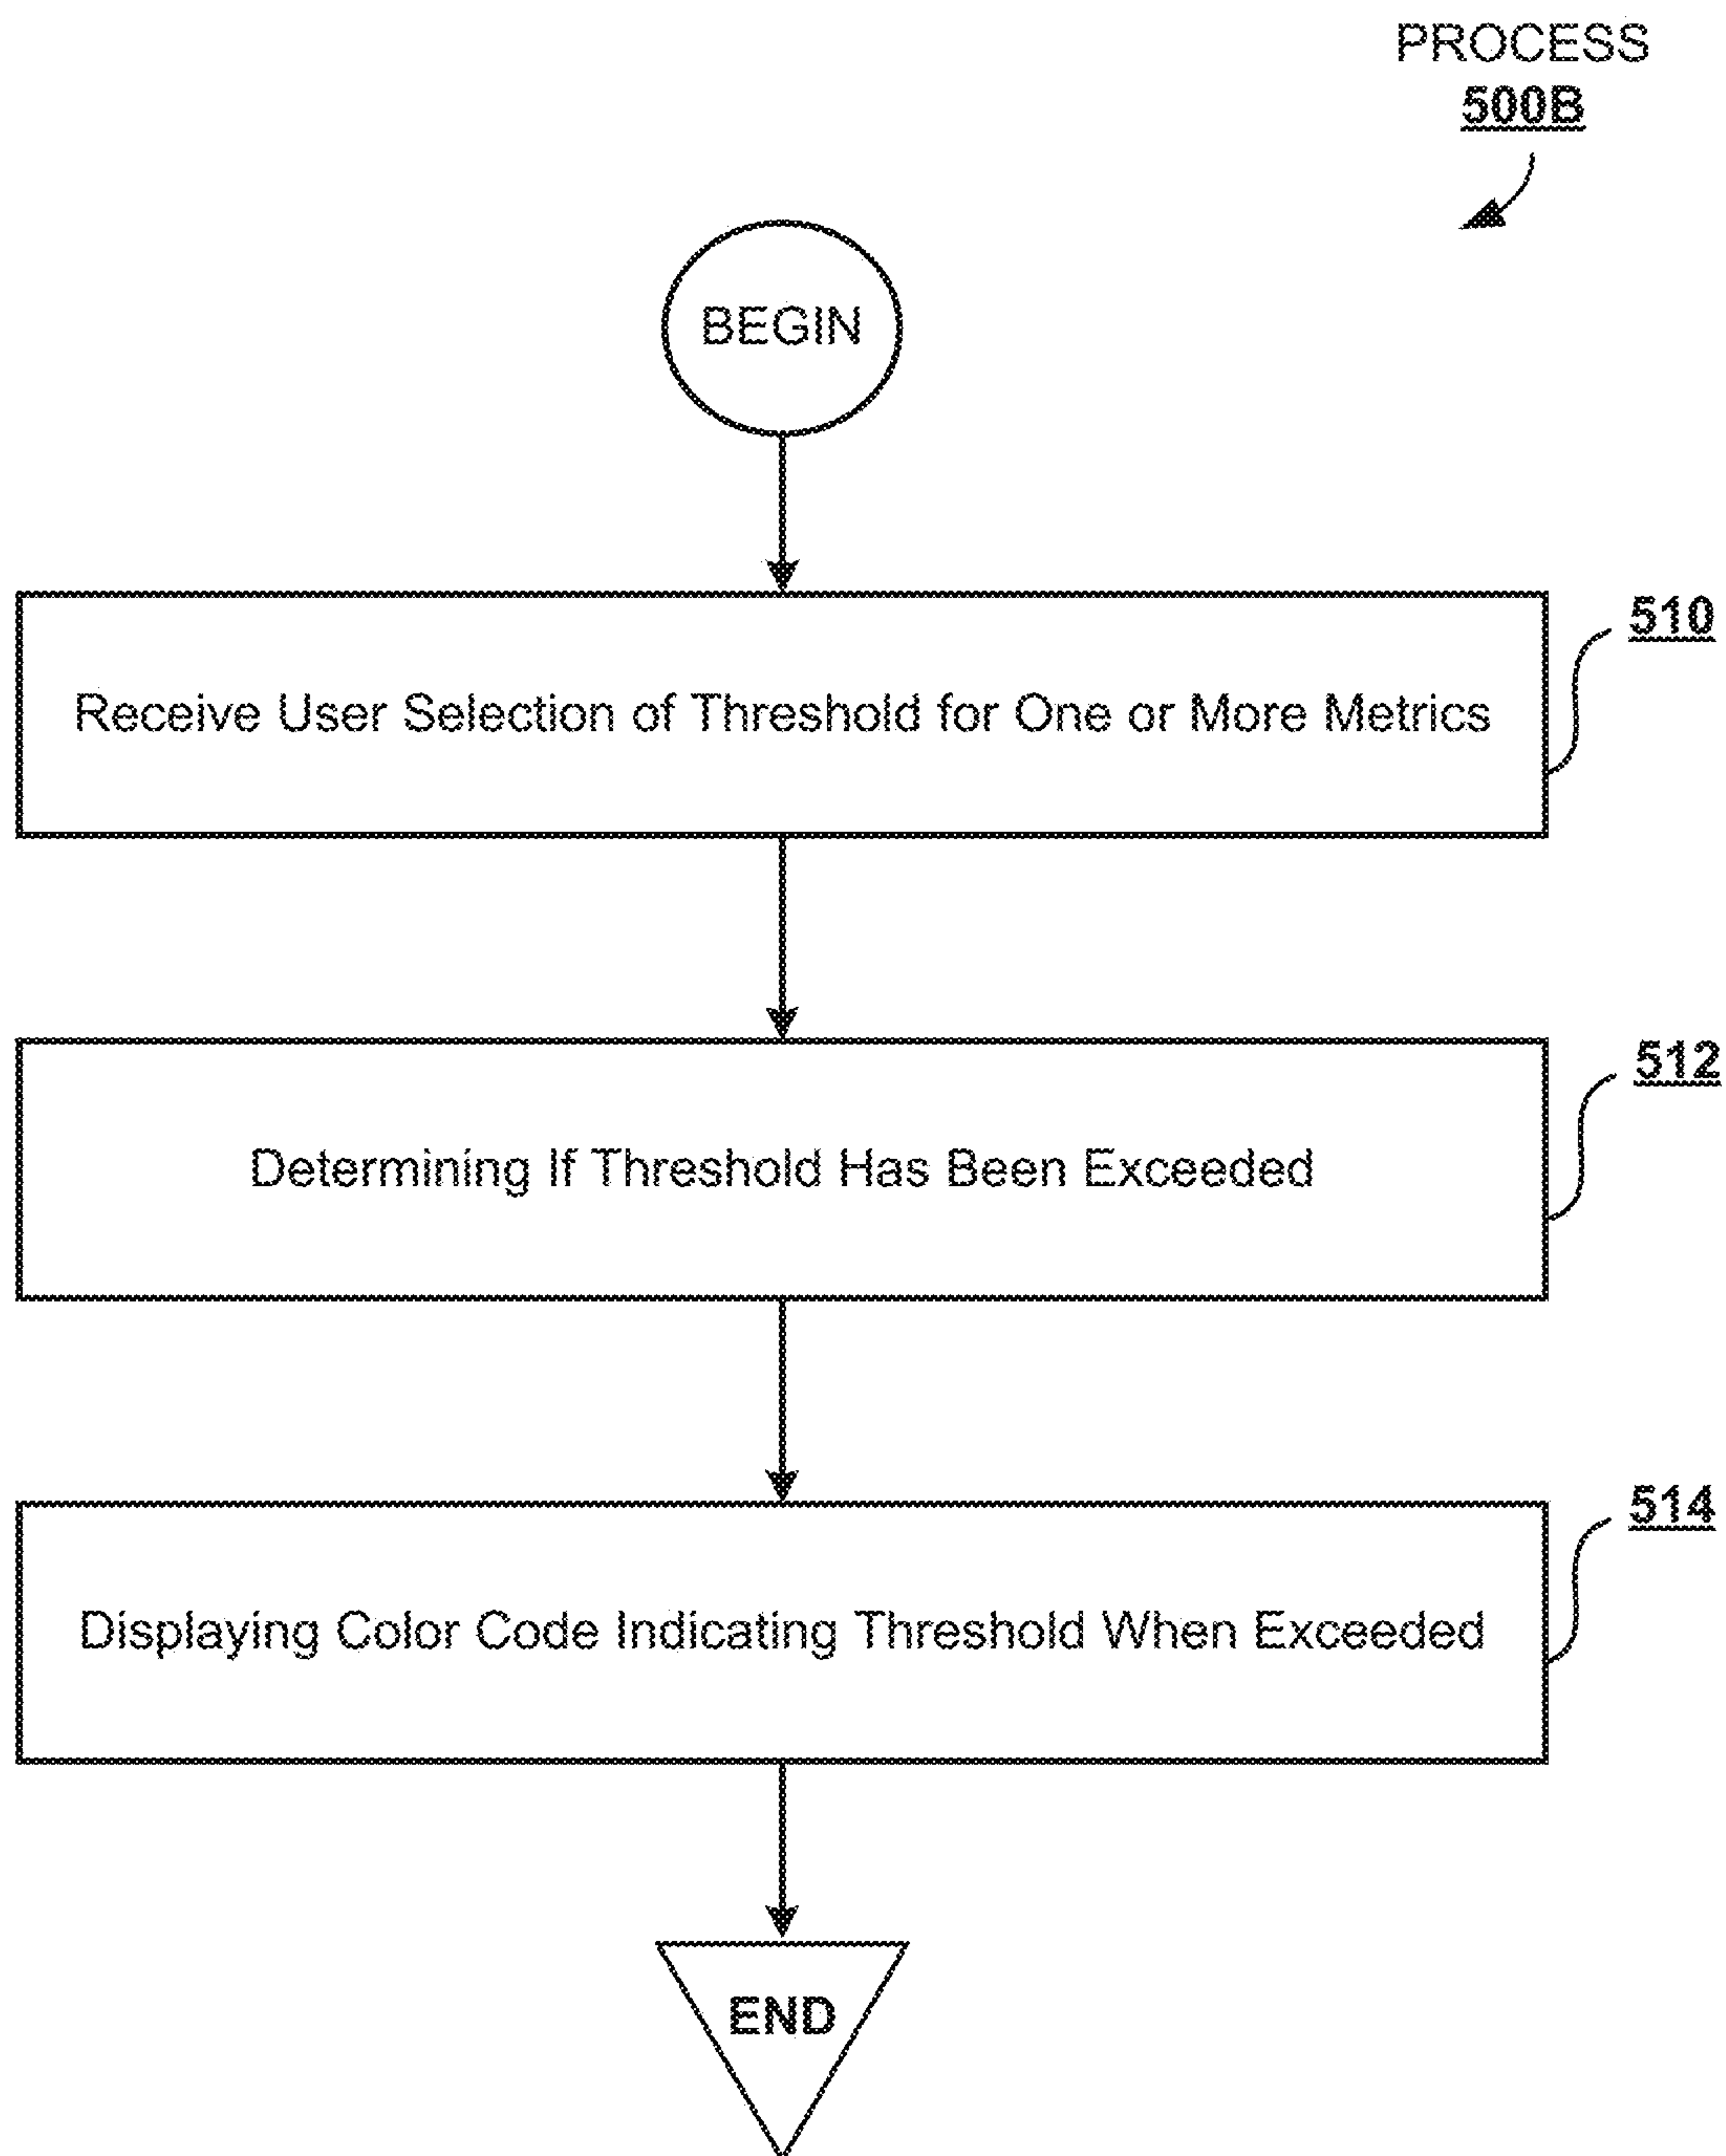 PROCESS
500B
BEGIN
510
Receive User Selection of Threshold for One or More Metrics
512
Determining If Threshold Has Been Exceeded
514
Displaying Color Code Indicating Threshold When Exceeded
END